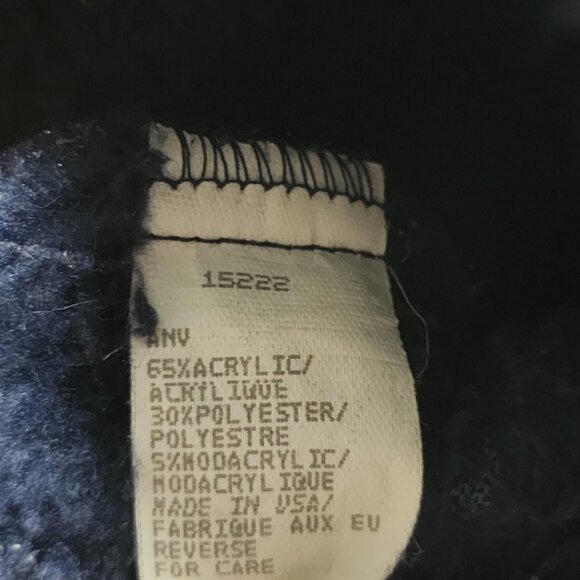 15222
ANV
65%ACRYLIC/
ACRYLIQUE
30%POLYESTER/
POLYESTRE
5%MODACRYLIC/
MODACRYLIQUE
MADE IN USA/
FABRIQUE AUX EU
REVERSE
FOR CARE